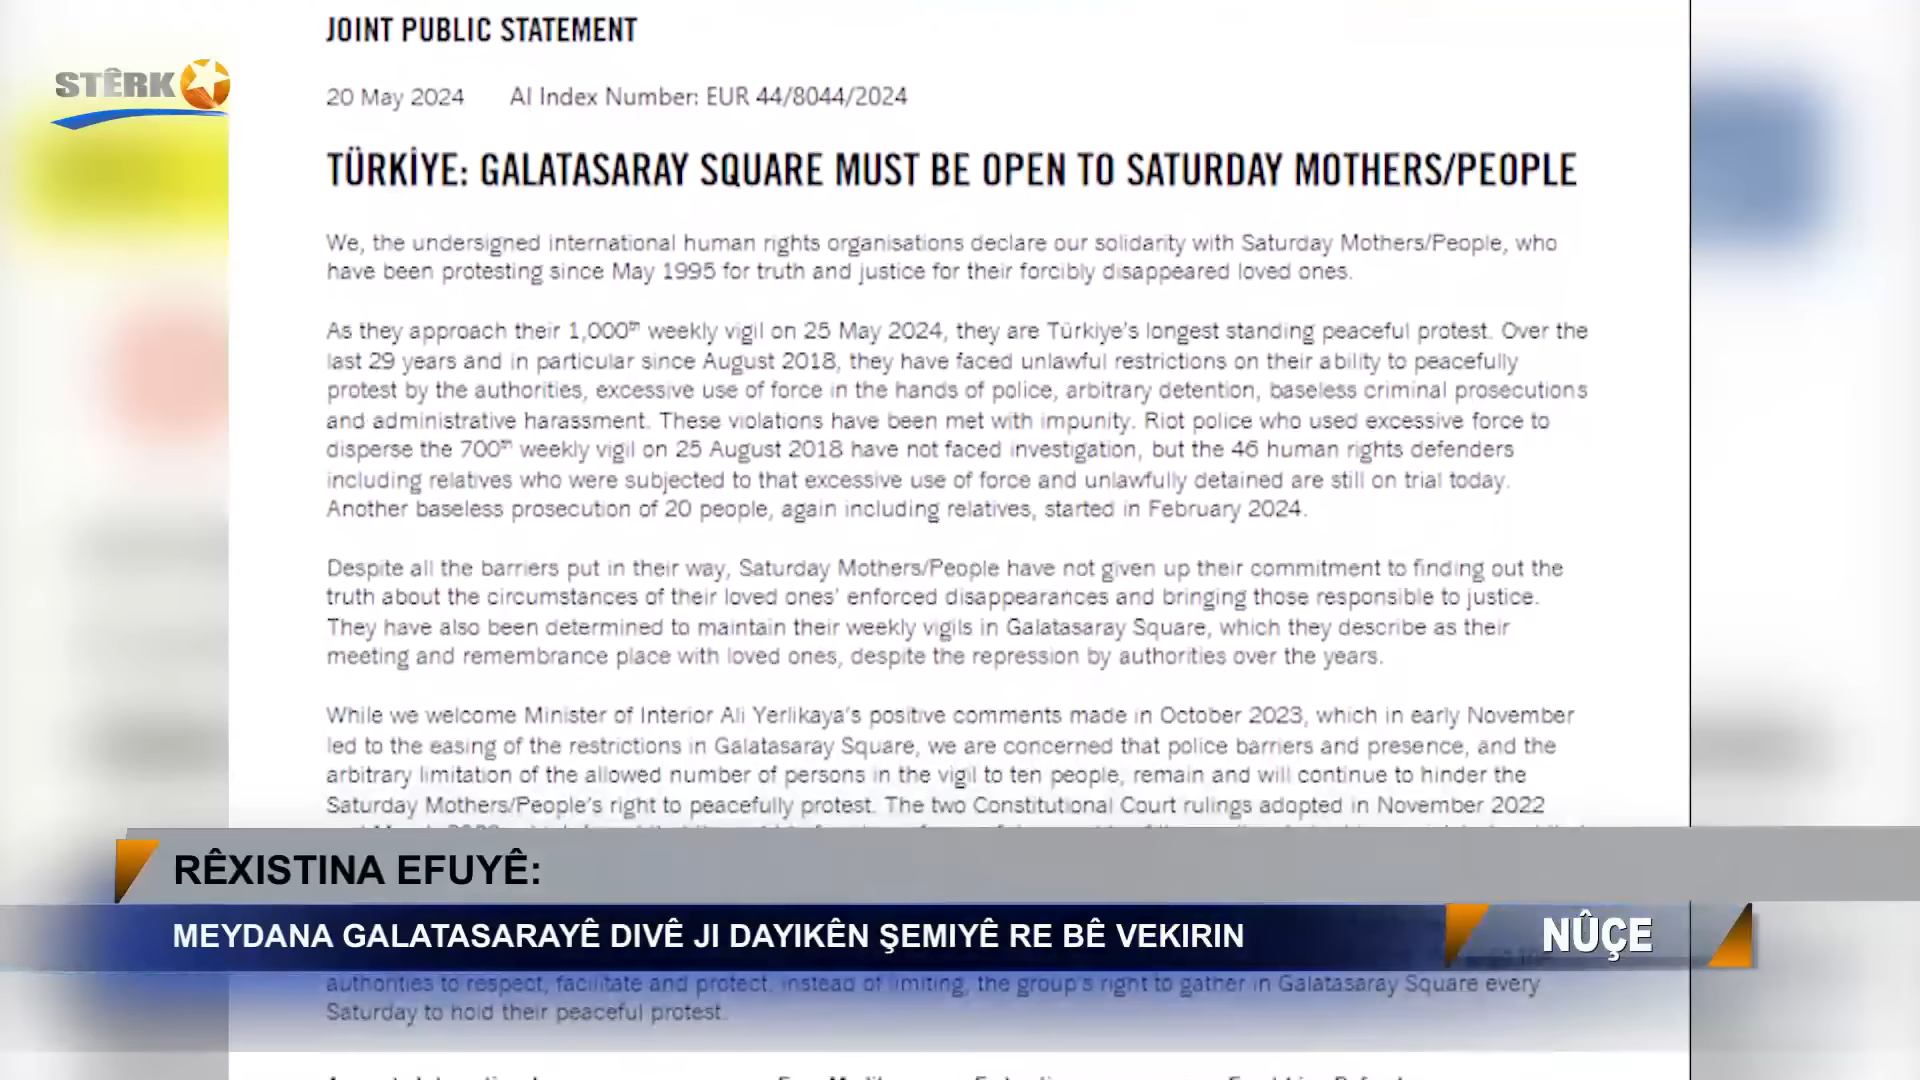 JOINT PUBLIC STATEMENT
STÊRK
20 May 2024 AI Index Number: EUR 44/8044/2024
TÜRKİYE: GALATASARAY SQUARE MUST BE OPEN TO SATURDAY MOTHERS/PEOPLE
We, the undersigned international human rights organisations declare our solidarity with Saturday Mothers/People, who
have been protesting since May 1995 for truth and justice for their forcibly disappeared loved ones.
As they approach their 1,000th weekly vigil on 25 May 2024, they are Türkiye's longest standing peaceful protest. Over the
last 29 years and in particular since August 2018, they have faced unlawful restrictions on their ability to peacefully
protest by the authorities, excessive use of force in the hands of police, arbitrary detention, baseless criminal prosecutions
and administrative harassment. These violations have been met with impunity. Riot police who used excessive force to
disperse the 700th weekly vigil on 25 August 2018 have not faced investigation, but the 46 human rights defenders
including relatives who were subjected to that excessive use of force and unlawfully detained are still on trial today.
Another baseless prosecution of 20 people, again including relatives, started in February 2024.
Despite all the barriers put in their way, Saturday Mothers/People have not given up their commitment to finding out the
truth about the circumstances of their loved ones' enforced disappearances and bringing those responsible to justice.
They have also been determined to maintain their weekly vigils in Galatasaray Square, which they describe as their
meeting and remembrance place with loved ones, despite the repression by authorities over the years.
While we welcome Minister of Interior Ali Yerlikaya's positive comments made in October 2023, which in early November
led to the easing of the restrictions in Galatasaray Square, we are concerned that police barriers and presence, and the
arbitrary limitation of the allowed number of persons in the vigil to ten people, remain and will continue to hinder the
Saturday Mothers/People's right to peacefully protest. The two Constitutional Court rulings adopted in November 2022
RÊXISTINA EFUYÊ:
MEYDANA GALATASARAYÊ DIVÊ JI DAYIKÊN ŞEMIYÊ RE BÊ VEKIRIN
NÛÇE
authorities to respect, facilitate and protect, instead of limiting, the group's right to gather in Galatasaray Square every
Saturday to hold their peaceful protest.